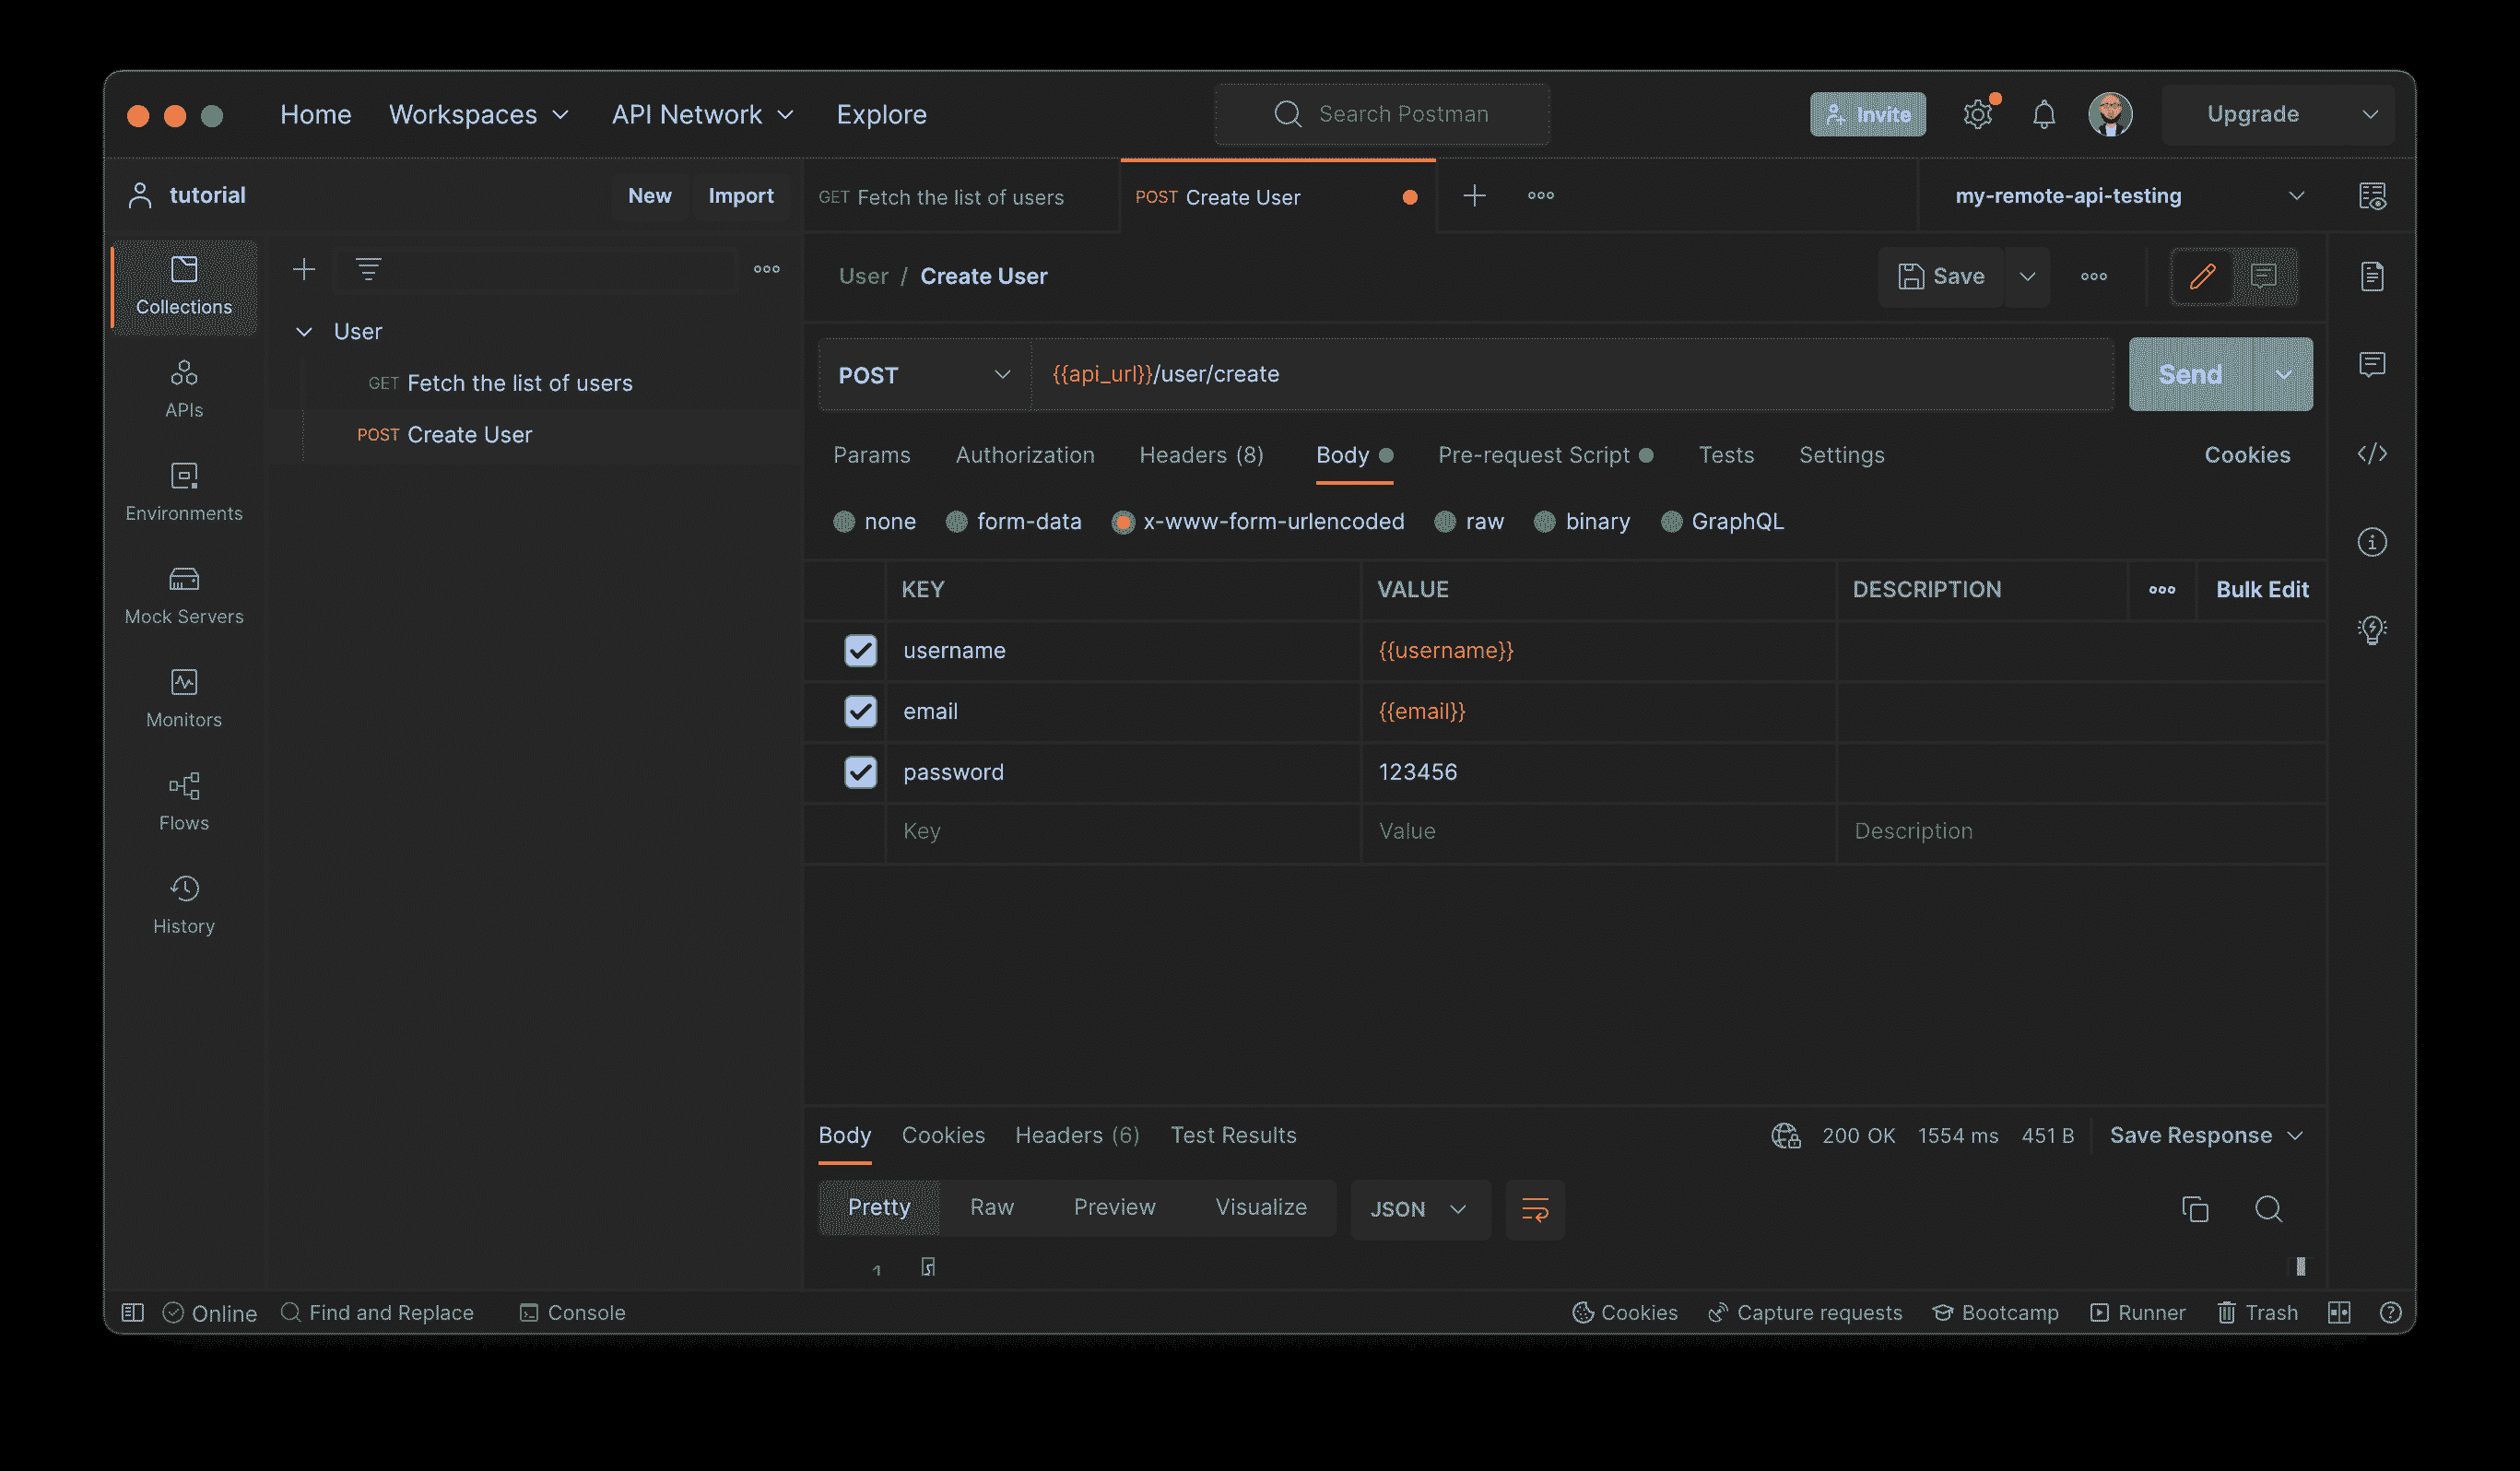 Home Workspaces API Network Explore Search Postman Invite Upgrade
tutorial New Import
GET Fetch the list of users POST Create User my-remote-api-testing
Collections
APIs
Environments
Mock Servers
Monitors
Flows
History
User
GET Fetch the list of users
POST Create User
User / Create User Save
POST {{api_url}}/user/create Send
Params Authorization Headers (8) Body Pre-request Script Tests Settings Cookies
none form-data x-www-form-urlencoded raw binary GraphQL
KEY VALUE DESCRIPTION Bulk Edit
username {{username}}
email {{email}}
password 123456
Key Value Description
Body Cookies Headers (6) Test Results 200 OK 1554 ms 451 B Save Response
Pretty Raw Preview Visualize JSON
1
Online Find and Replace Console Cookies Capture requests Bootcamp Runner Trash